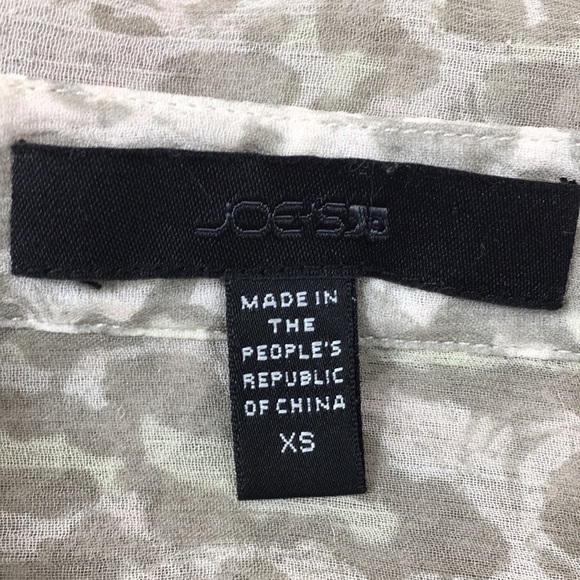 JOE'S
MADE IN
THE
PEOPLE'S
REPUBLIC
OF CHINA
XS